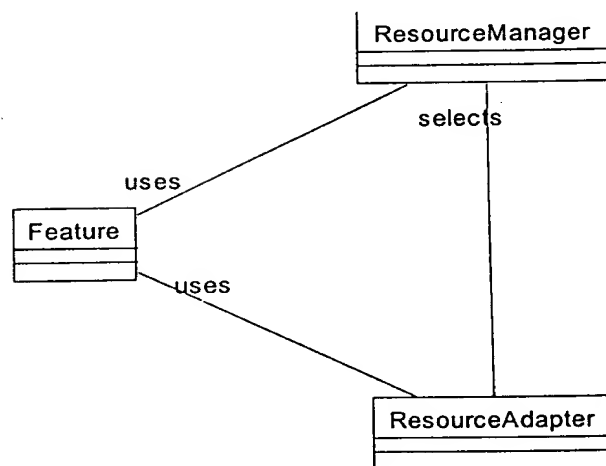 ResourceManager
selects
uses
Feature
uses
ResourceAdapter